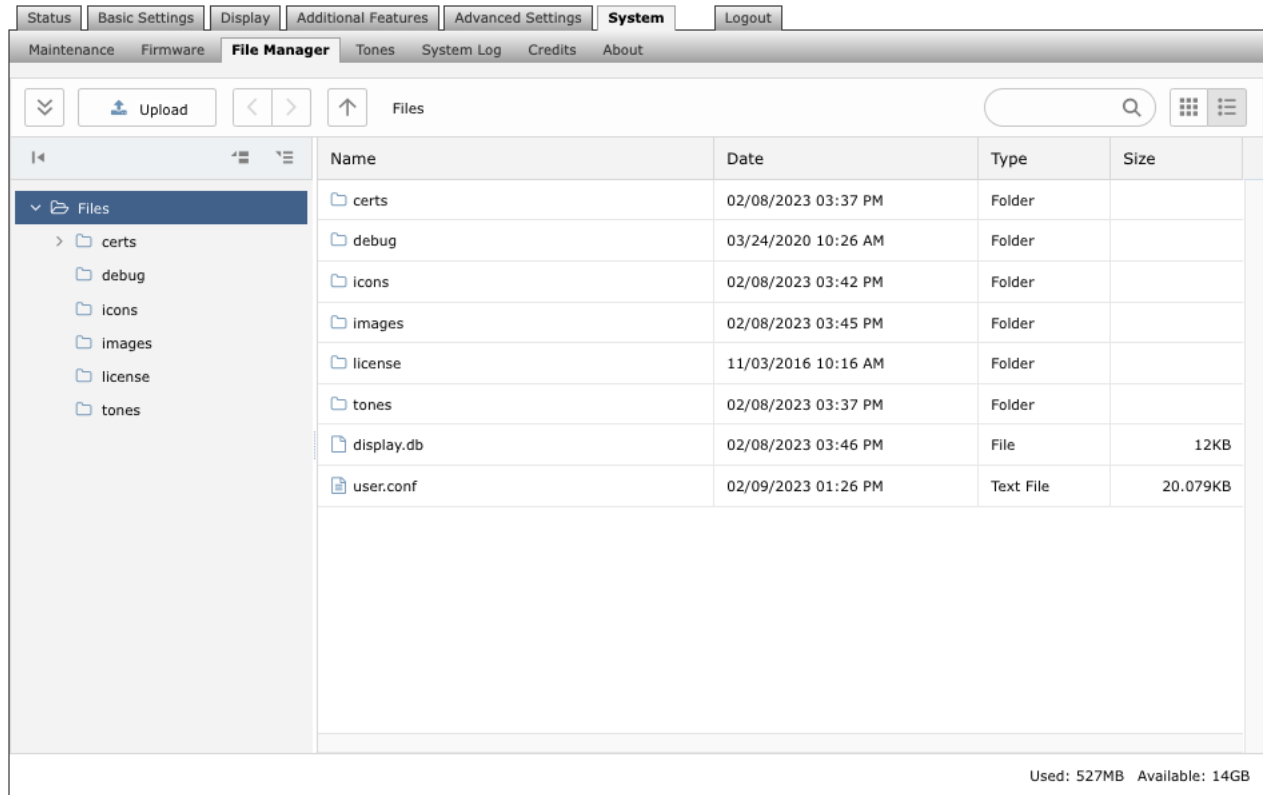 Status Basic Settings Display Additional Features Advanced Settings System Logout
Maintenance Firmware File Manager Tones System Log Credits About
Upload Files
Name Date Type Size
Files
certs
debug
icons
images
license
tones
certs 02/08/2023 03:37 PM Folder
debug 03/24/2020 10:26 AM Folder
icons 02/08/2023 03:42 PM Folder
images 02/08/2023 03:45 PM Folder
license 11/03/2016 10:16 AM Folder
tones 02/08/2023 03:37 PM Folder
display.db 02/08/2023 03:46 PM File 12KB
user.conf 02/09/2023 01:26 PM Text File 20.079KB
Used: 527MB Available: 14GB